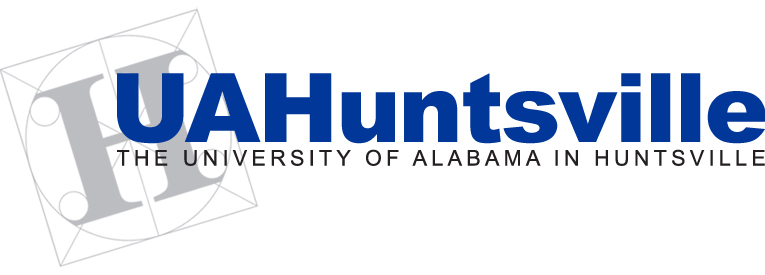 H
UAHuntsville
THE UNIVERSITY OF ALABAMA IN HUNTSVILLE